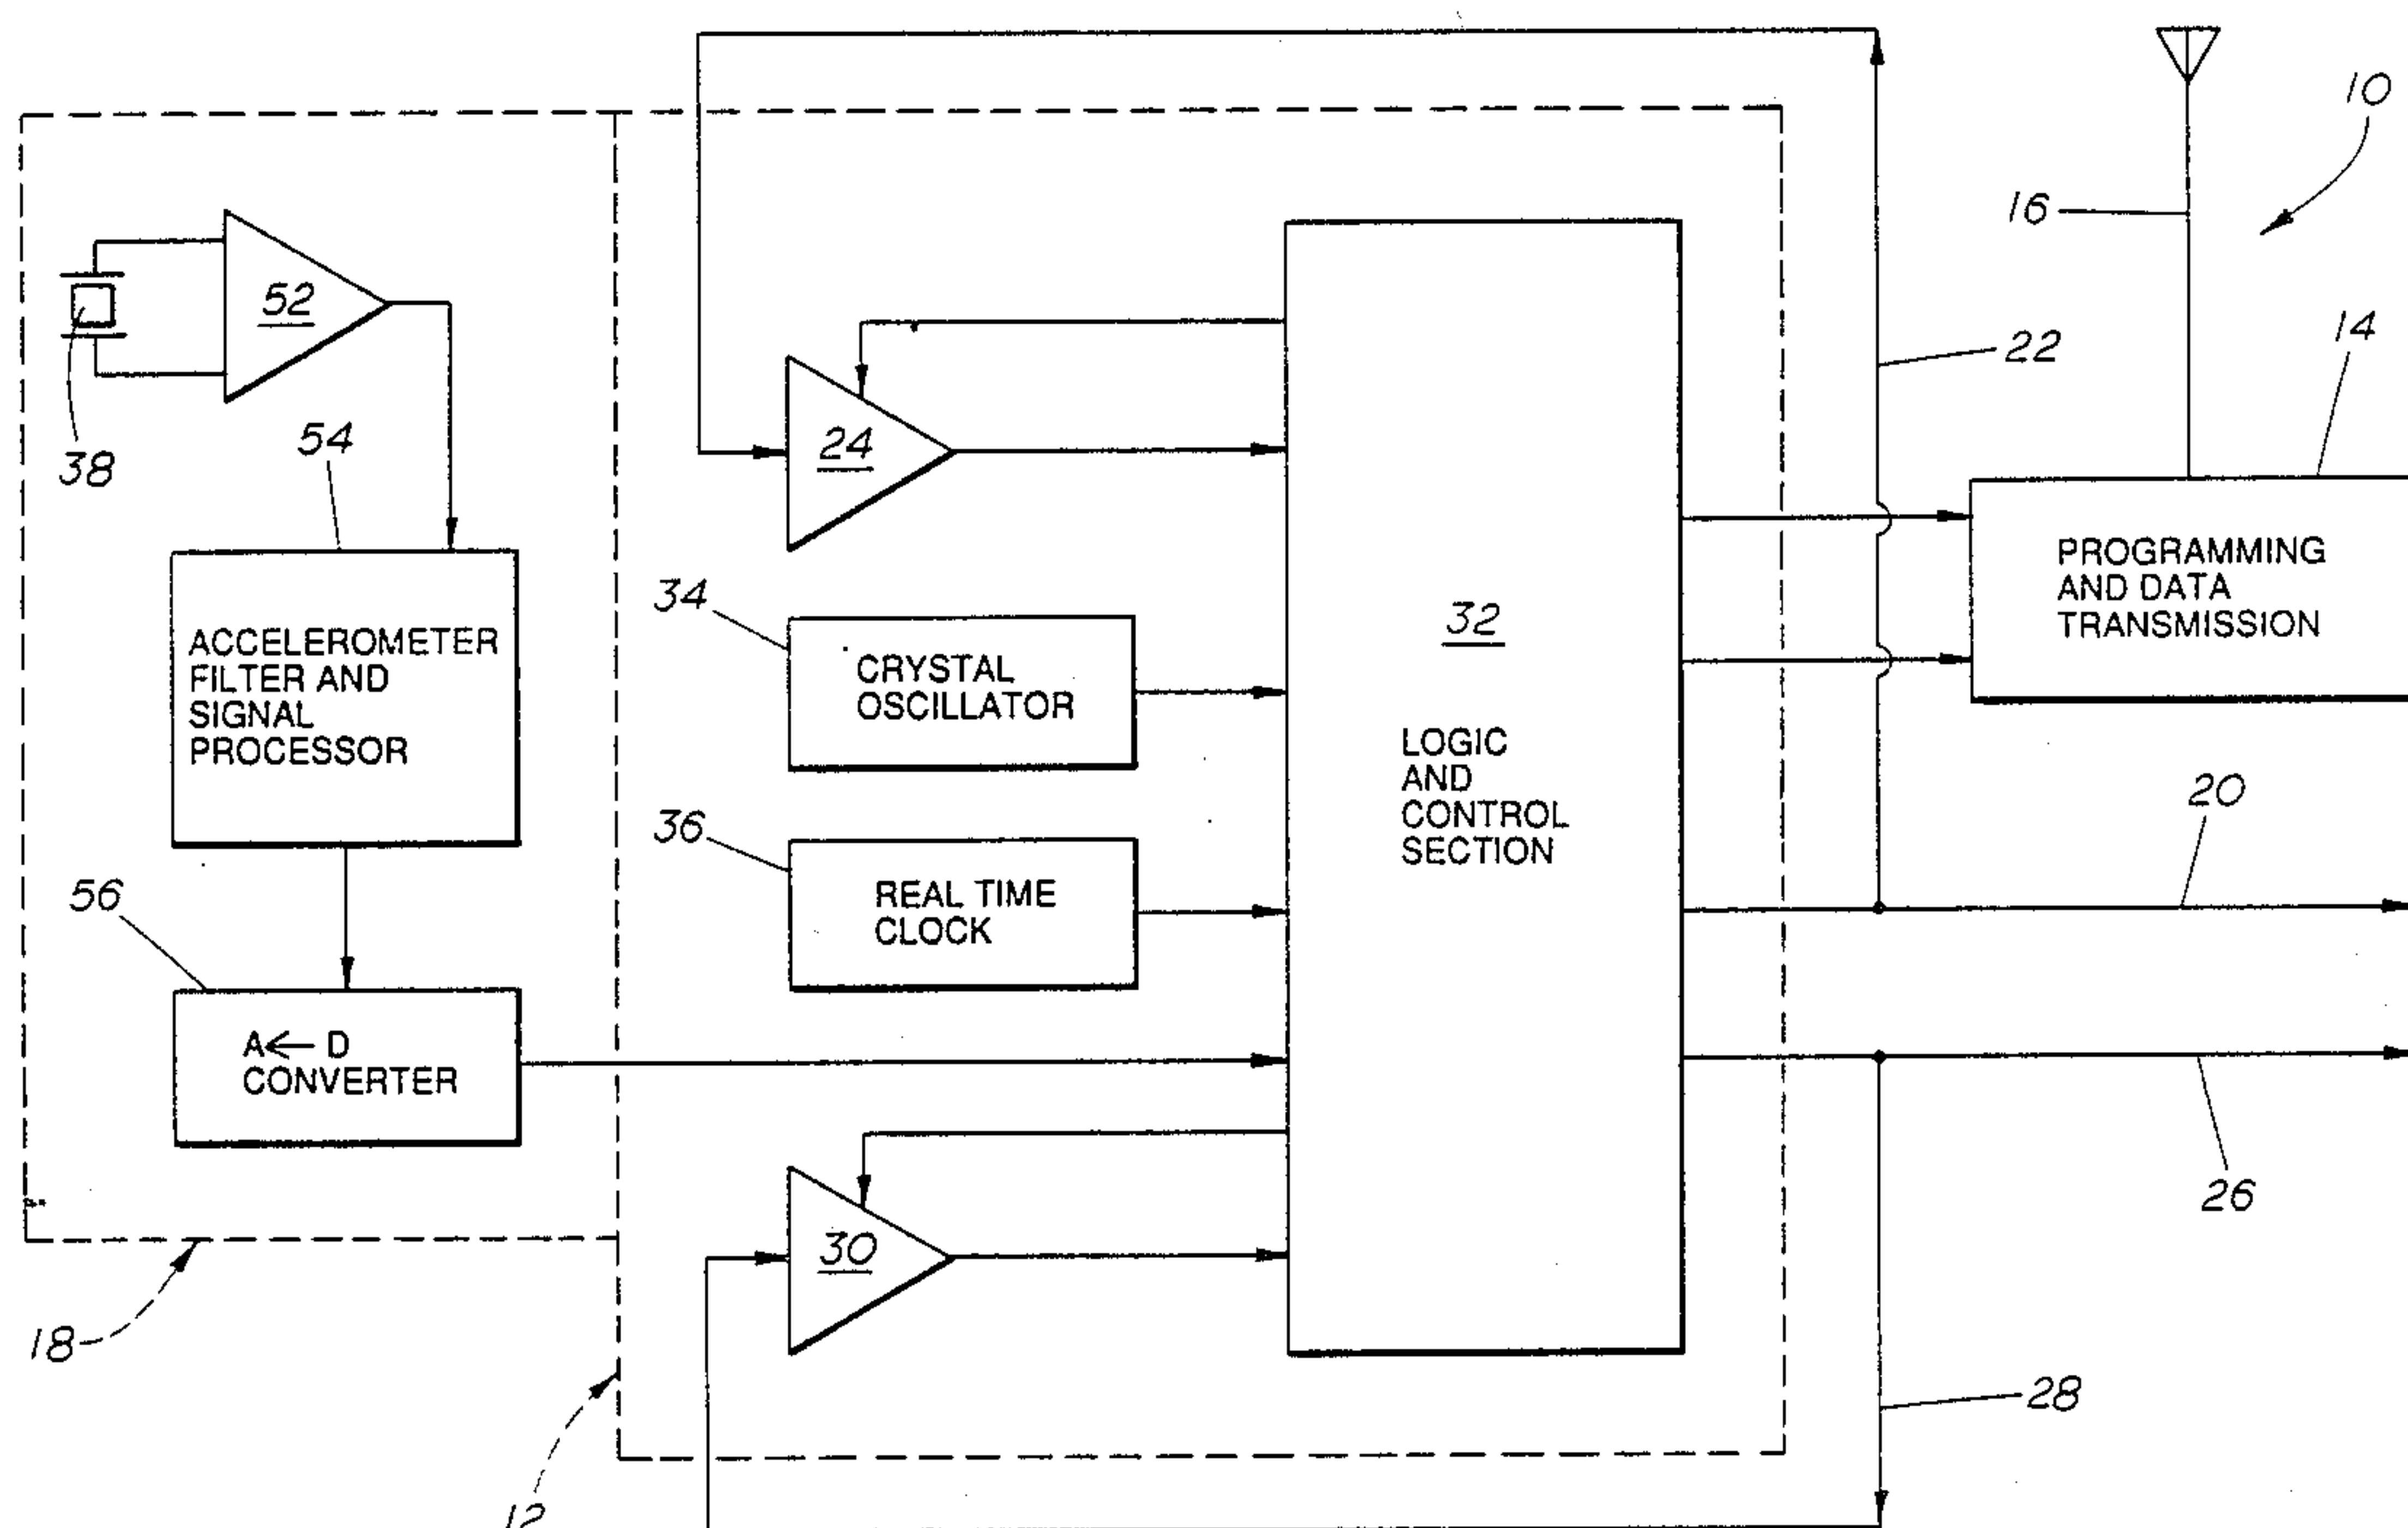 10
16
14
22
52
38
54
24
34
32
PROGRAMMING
AND DATA
TRANSMISSION
ACCELEROMETER
FILTER AND
SIGNAL
PROCESSOR
CRYSTAL
OSCILLATOR
LOGIC
AND
CONTROL
SECTION
20
36
56
REAL TIME
CLOCK
A← D
CONVERTER
26
30
18
28
12